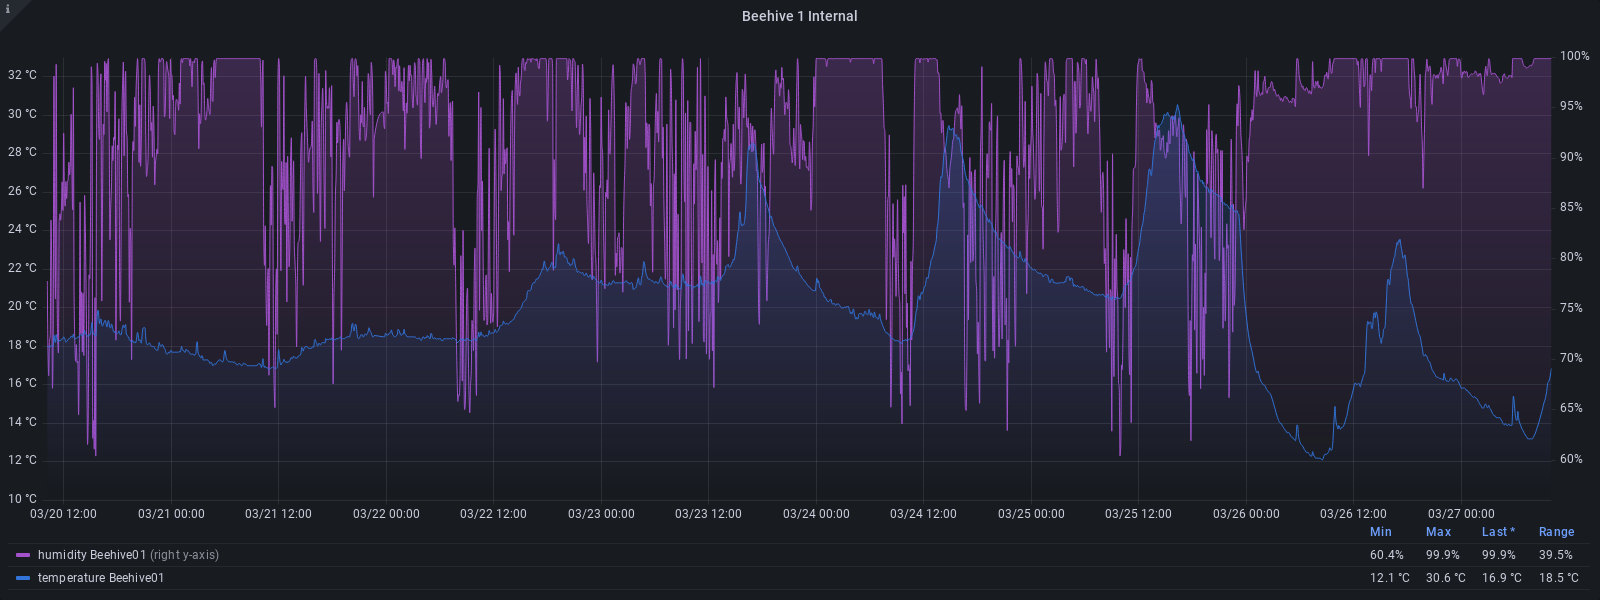 i
Beehive 1 Internal
32 °C
30 °C
28 °C
26 °C
24 °C
22 °C
20 °C
18 °C
16 °C
14 °C
12 °C
10 °C
100%
95%
90%
85%
80%
75%
70%
65%
60%
03/20 12:00 03/21 00:00 03/21 12:00 03/22 00:00 03/22 12:00 03/23 00:00 03/23 12:00 03/24 00:00 03/24 12:00 03/25 00:00 03/25 12:00 03/26 00:00 03/26 12:00 03/27 00:00
Min Max Last * Range
humidity Beehive01 (right y-axis) 60.4% 99.9% 99.9% 39.5%
temperature Beehive01 12.1 °C 30.6 °C 16.9 °C 18.5 °C